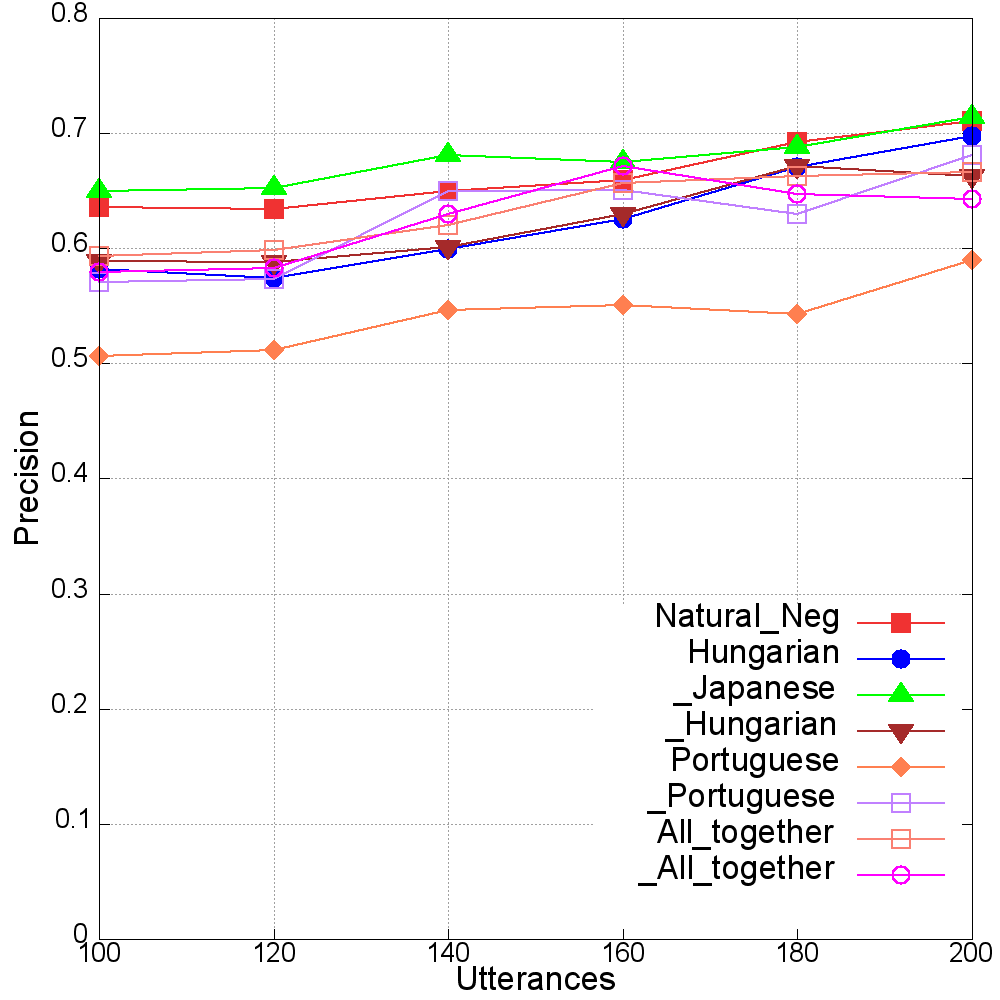 0.8
0.7
0.6
0.5
0.4
0.3
0.2
0.1
0
Precision
Natural_Neg
Hungarian
_Japanese
_Hungarian
Portuguese
_Portuguese
All_together
_All_together
100 120 140 160 180 200
Utterances